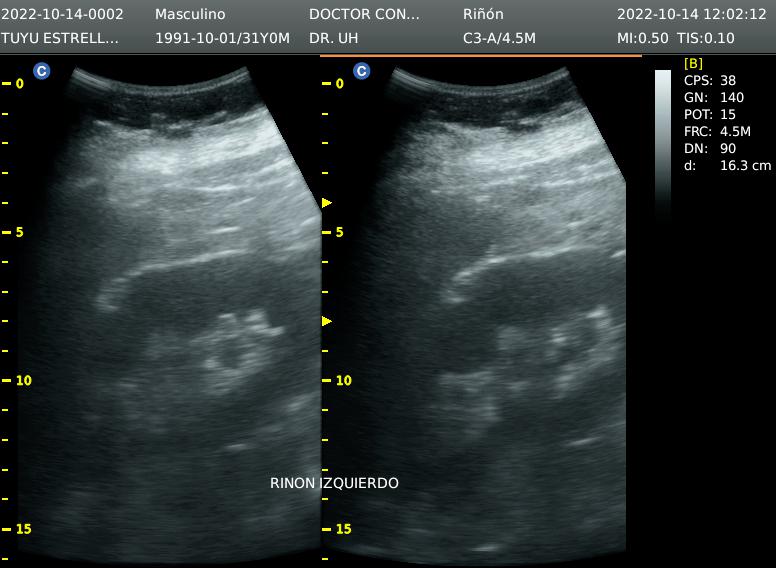 2022-10-14-0002 Masculino DOCTOR CON... Riñón 2022-10-14 12:02:12
TUYU ESTRELL... 1991-10-01/31Y0M DR. UH C3-A/4.5M MI:0.50 TIS:0.10
C
C
[B]
CPS: 38
GN: 140
POT: 15
FRC: 4.5M
DN: 90
d: 16.3 cm
0
0
5
5
10
10
RINON IZQUIERDO
15
15